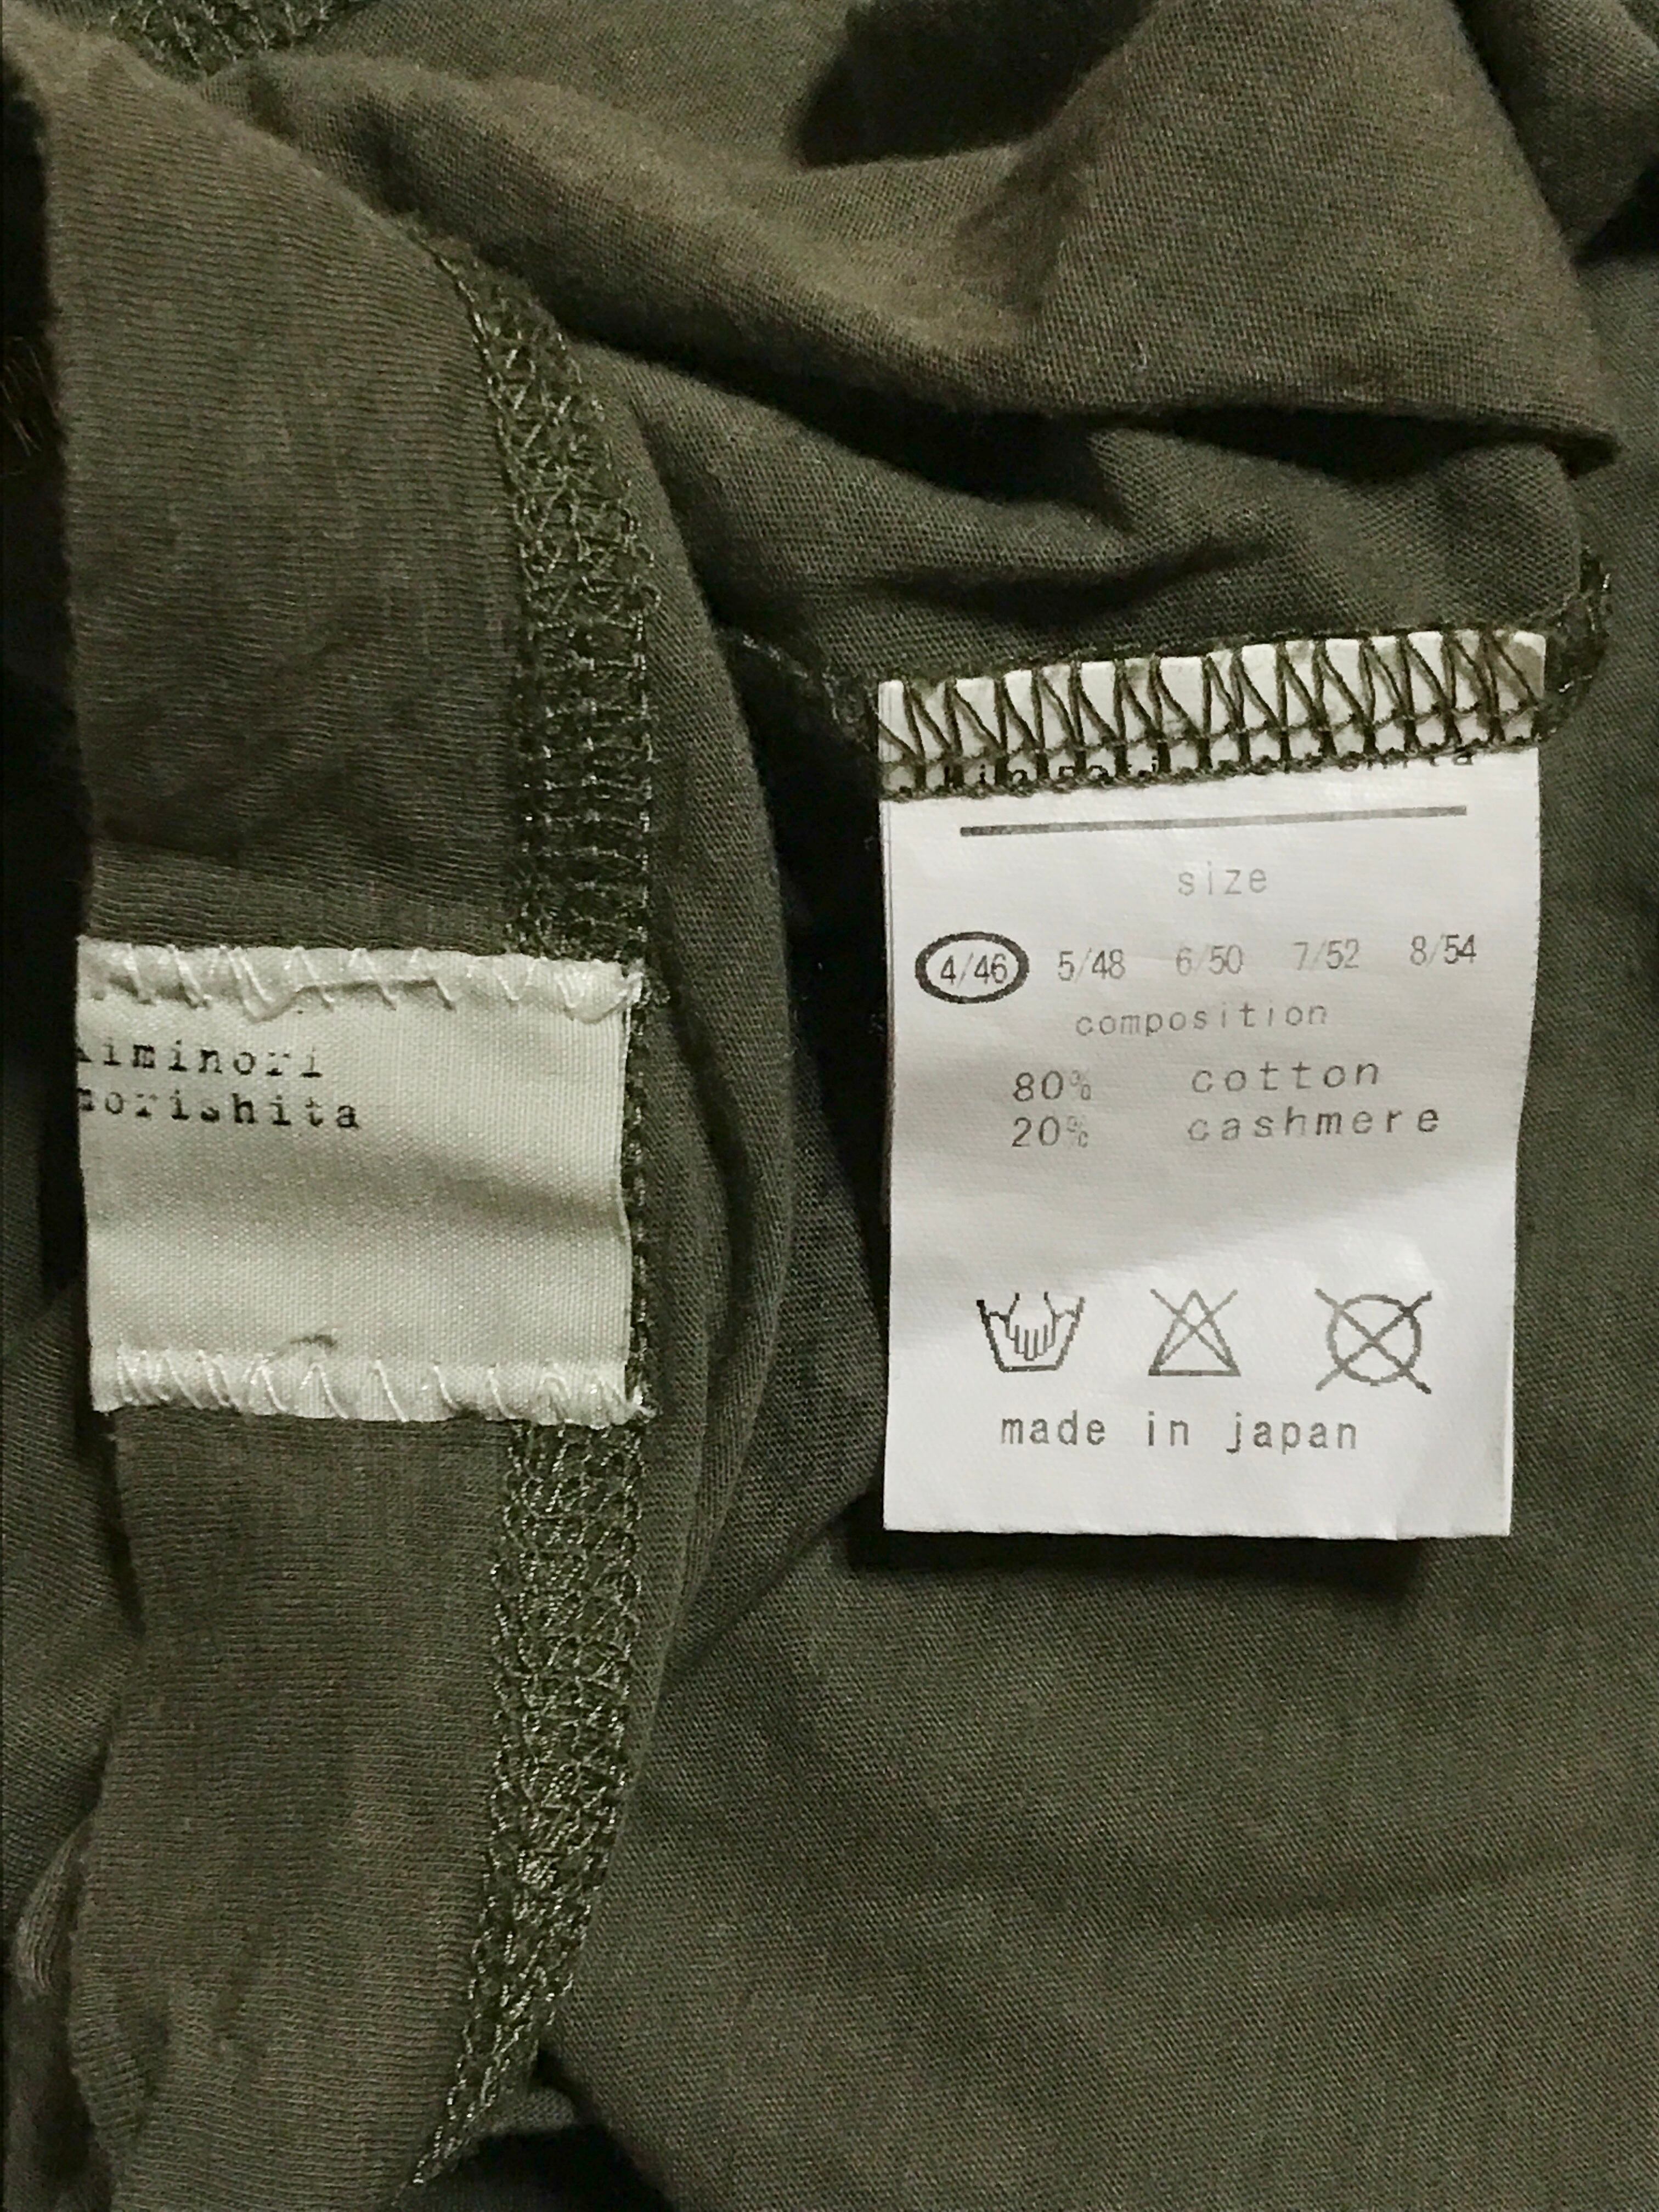 kiminori
morishita
size
4/46 5/48 6/50 7/52 8/54
composition
80% cotton
20% cashmere
made in japan